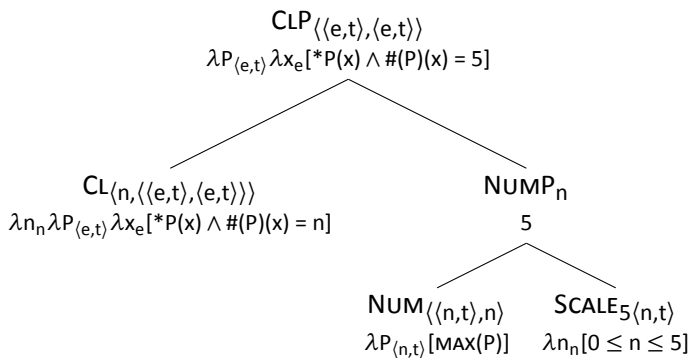 CLP⟨⟨e,t⟩,⟨e,t⟩⟩
λP⟨e,t⟩λxₑ[*P(x) ∧ #(P)(x) = 5]
CL⟨n,⟨⟨e,t⟩,⟨e,t⟩⟩⟩ NUMPₙ
λnₙλP⟨e,t⟩λxₑ[*P(x) ∧ #(P)(x) = n] 5
NUM⟨⟨n,t⟩,n⟩ SCALE₅⟨n,t⟩
λP⟨n,t⟩[MAX(P)] λnₙ[0 ≤ n ≤ 5]